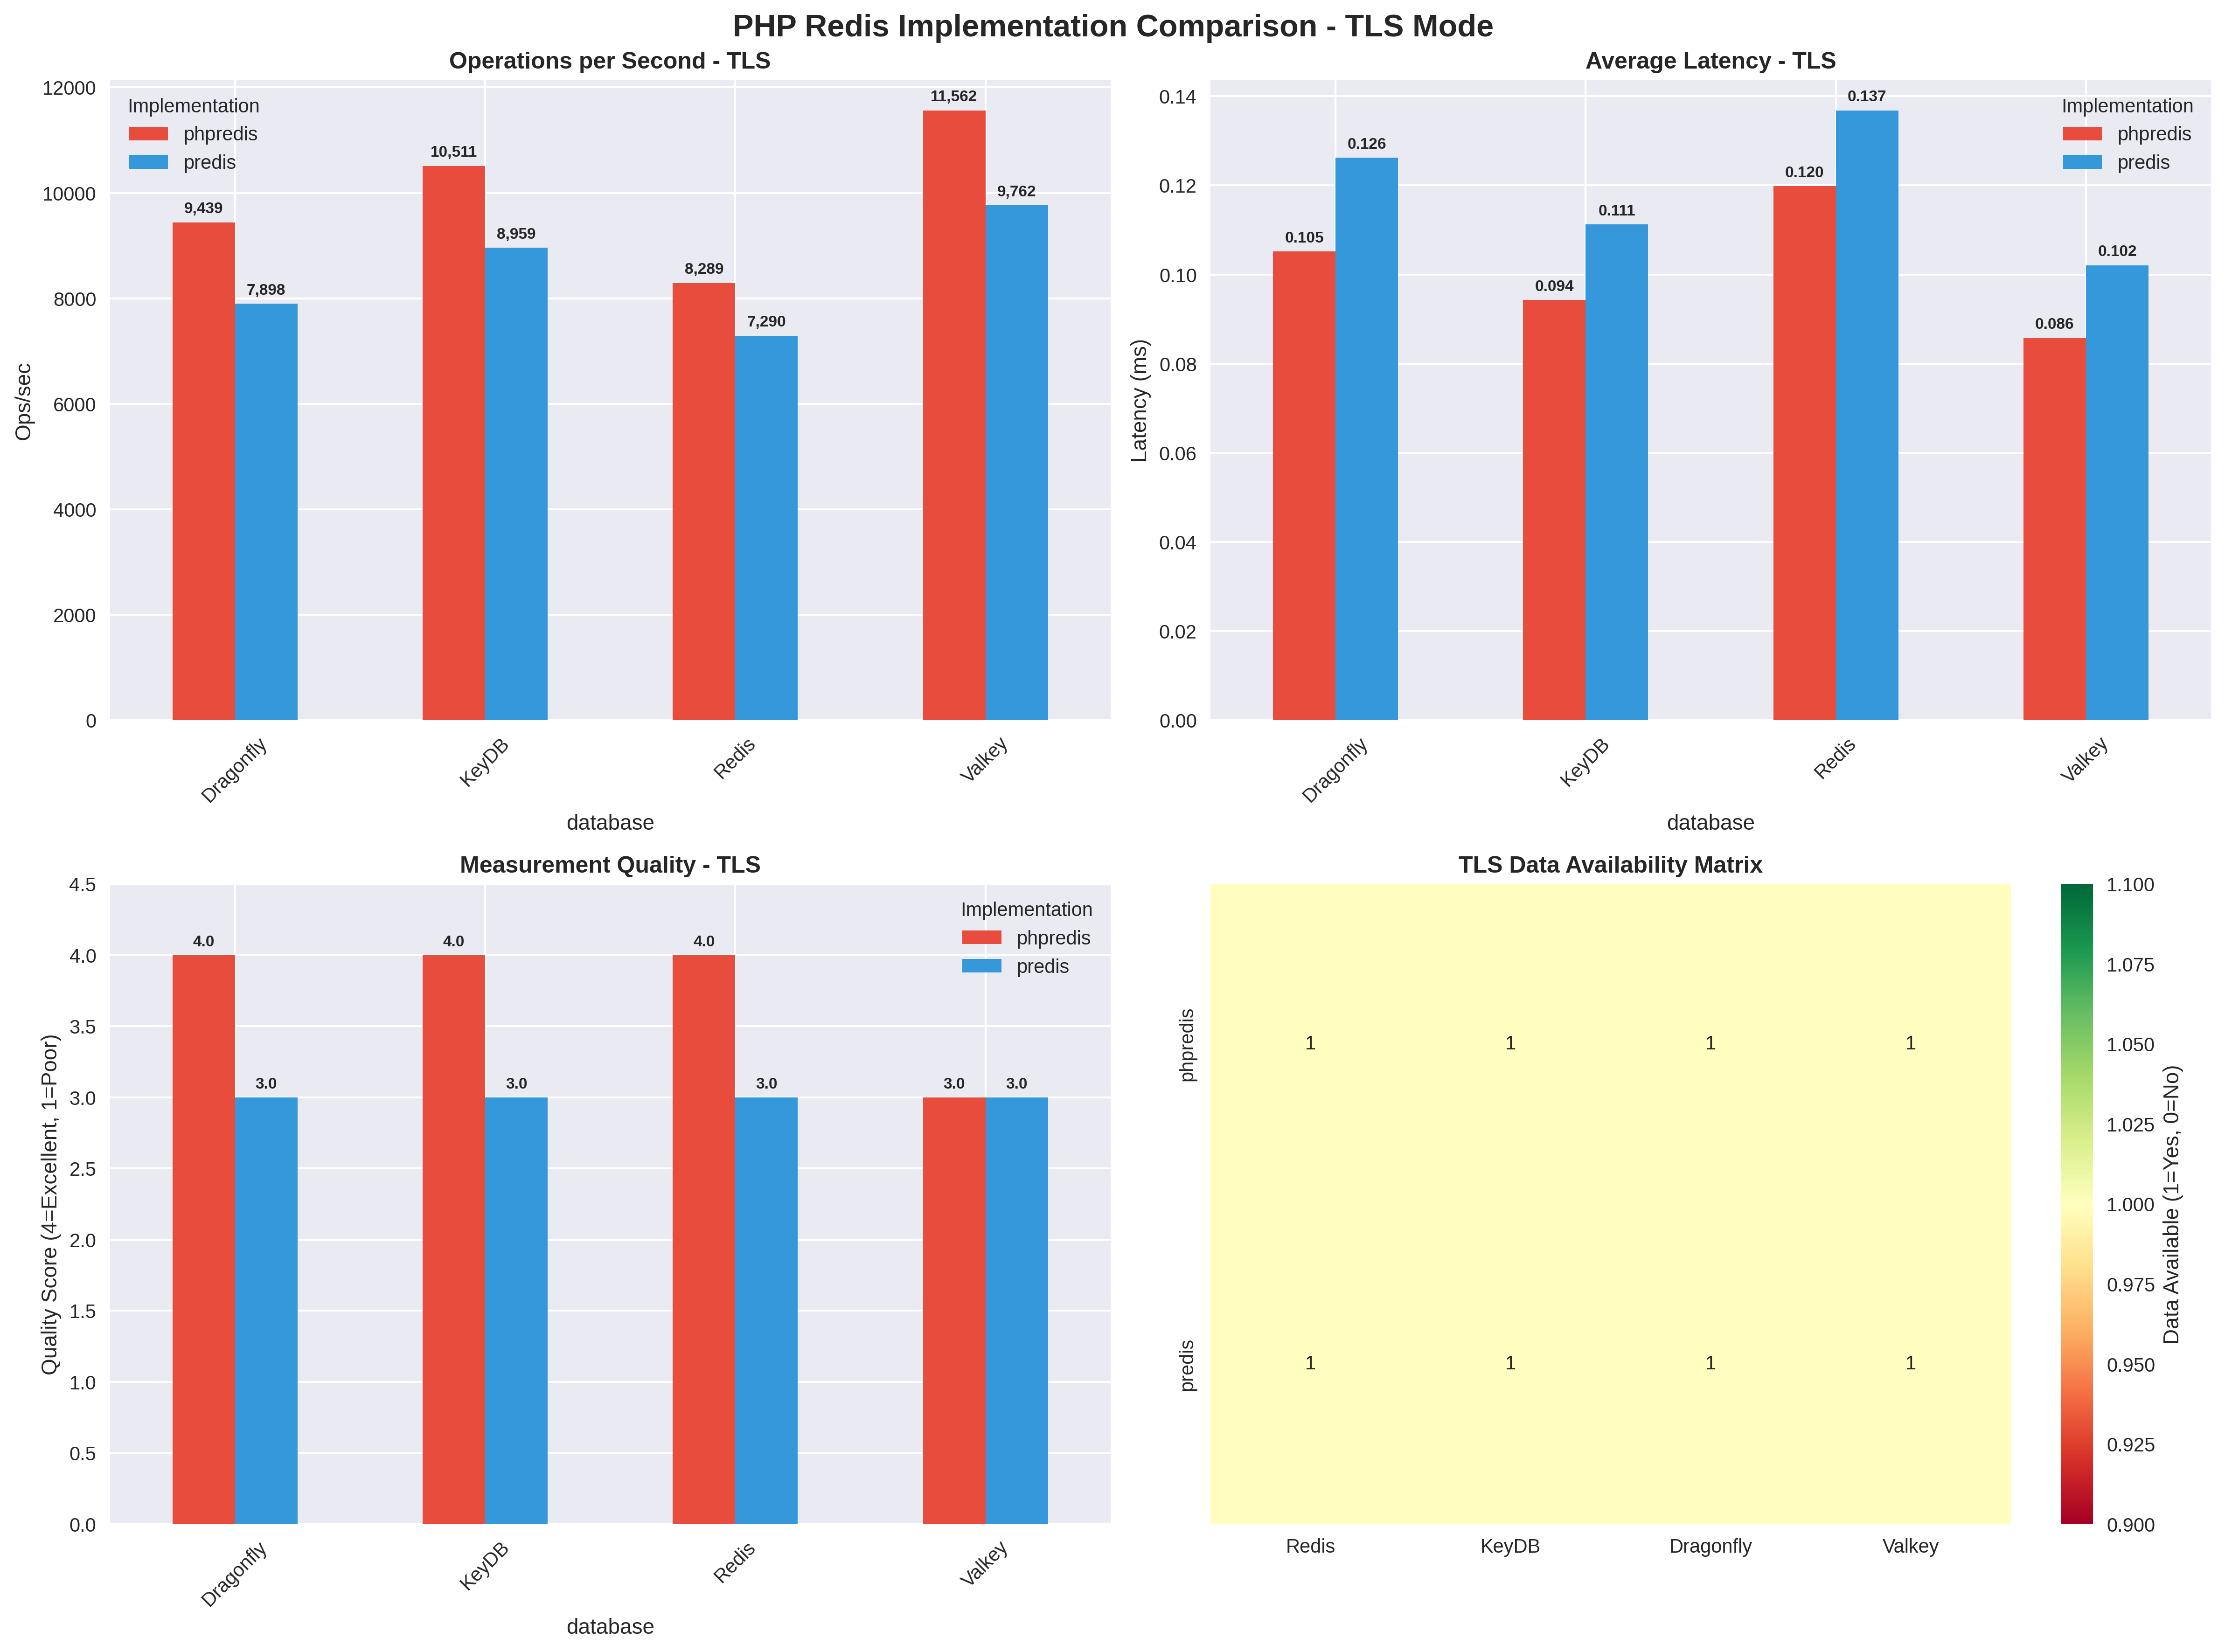 PHP Redis Implementation Comparison - TLS Mode
Operations per Second - TLS
Ops/sec
12000
10000
8000
6000
4000
2000
0
Implementation
phpredis
predis
9,439
7,898
10,511
8,959
8,289
7,290
11,562
9,762
Dragonfly
KeyDB
Redis
Valkey
database
Average Latency - TLS
Latency (ms)
0.14
0.12
0.10
0.08
0.06
0.04
0.02
0.00
Implementation
phpredis
predis
0.105
0.126
0.094
0.111
0.120
0.137
0.086
0.102
Dragonfly
KeyDB
Redis
Valkey
database
Measurement Quality - TLS
Quality Score (4=Excellent, 1=Poor)
4.5
4.0
3.5
3.0
2.5
2.0
1.5
1.0
0.5
0.0
Implementation
phpredis
predis
4.0
3.0
4.0
3.0
4.0
3.0
3.0
3.0
Dragonfly
KeyDB
Redis
Valkey
database
TLS Data Availability Matrix
phpredis
1 1 1 1
predis
1 1 1 1
Redis
KeyDB
Dragonfly
Valkey
1.100
1.075
1.050
1.025
1.000
0.975
0.950
0.925
0.900
Data Available (1=Yes, 0=No)